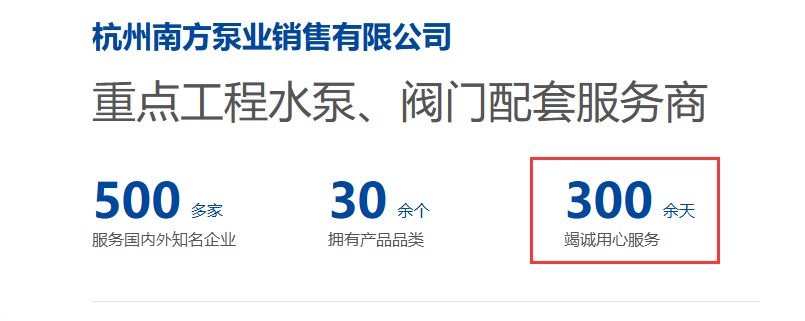 杭州南方泵业销售有限公司
重点工程水泵、阀门配套服务商
500 多家 30 余个 300 余天
服务国内外知名企业 拥有产品品类 竭诚用心服务